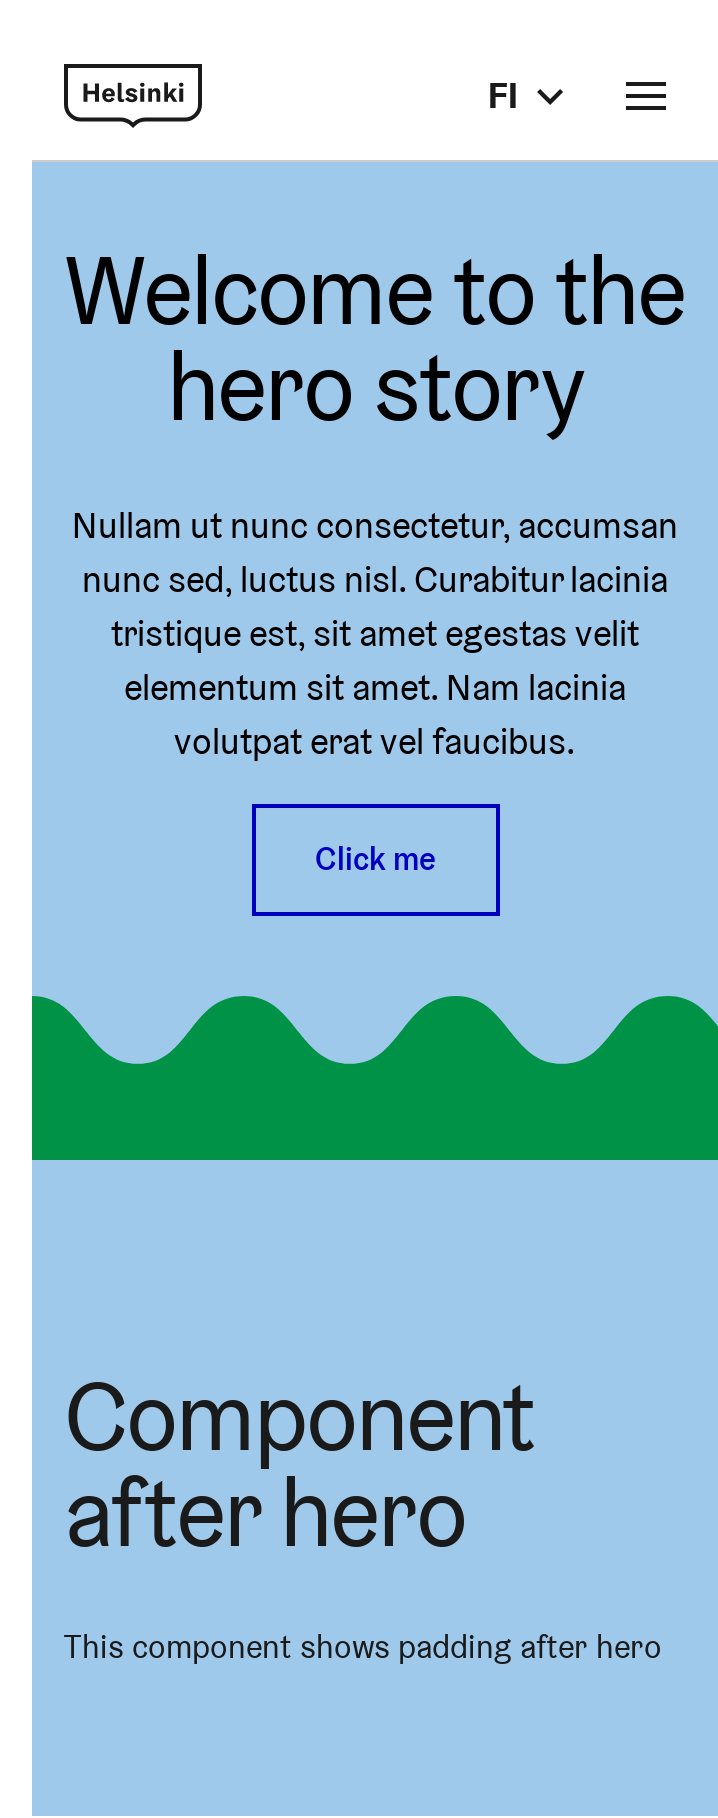 Helsinki
FI
Welcome to the
hero story
Nullam ut nunc consectetur, accumsan
nunc sed, luctus nisl. Curabitur lacinia
tristique est, sit amet egestas velit
elementum sit amet. Nam lacinia
volutpat erat vel faucibus.
Click me
Component
after hero
This component shows padding after hero